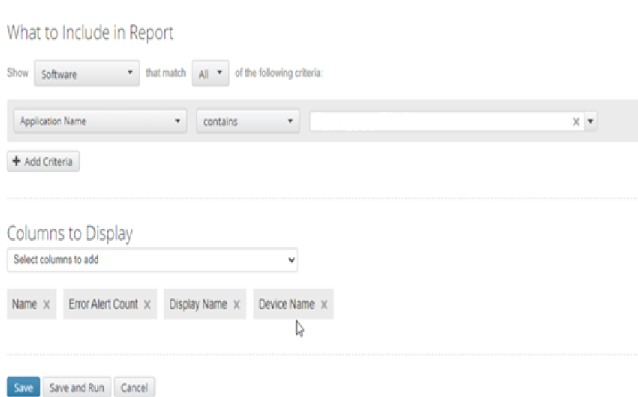 What to Include in Report
Show Software that match All of the following criteria:
Application Name contains X
+ Add Criteria
Columns to Display
Select columns to add
Name X Error Alert Count X Display Name X Device Name X
Save Save and Run Cancel